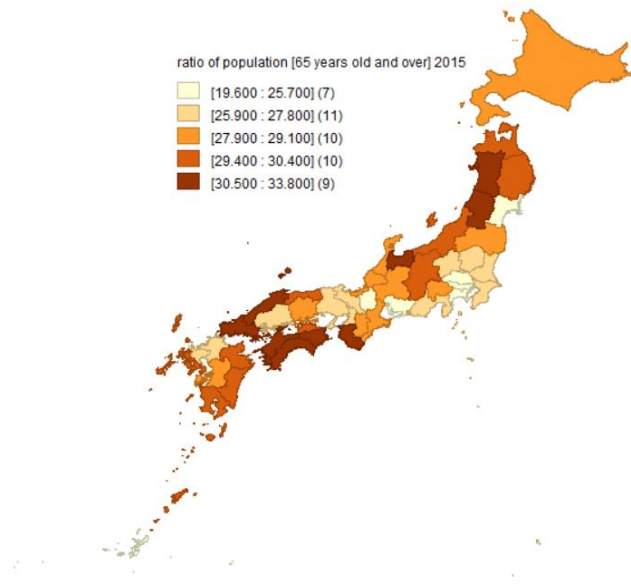 ratio of population [65 years old and over] 2015
[19.600 : 25.700] (7)
[25.900 : 27.800] (11)
[27.900 : 29.100] (10)
[29.400 : 30.400] (10)
[30.500 : 33.800] (9)